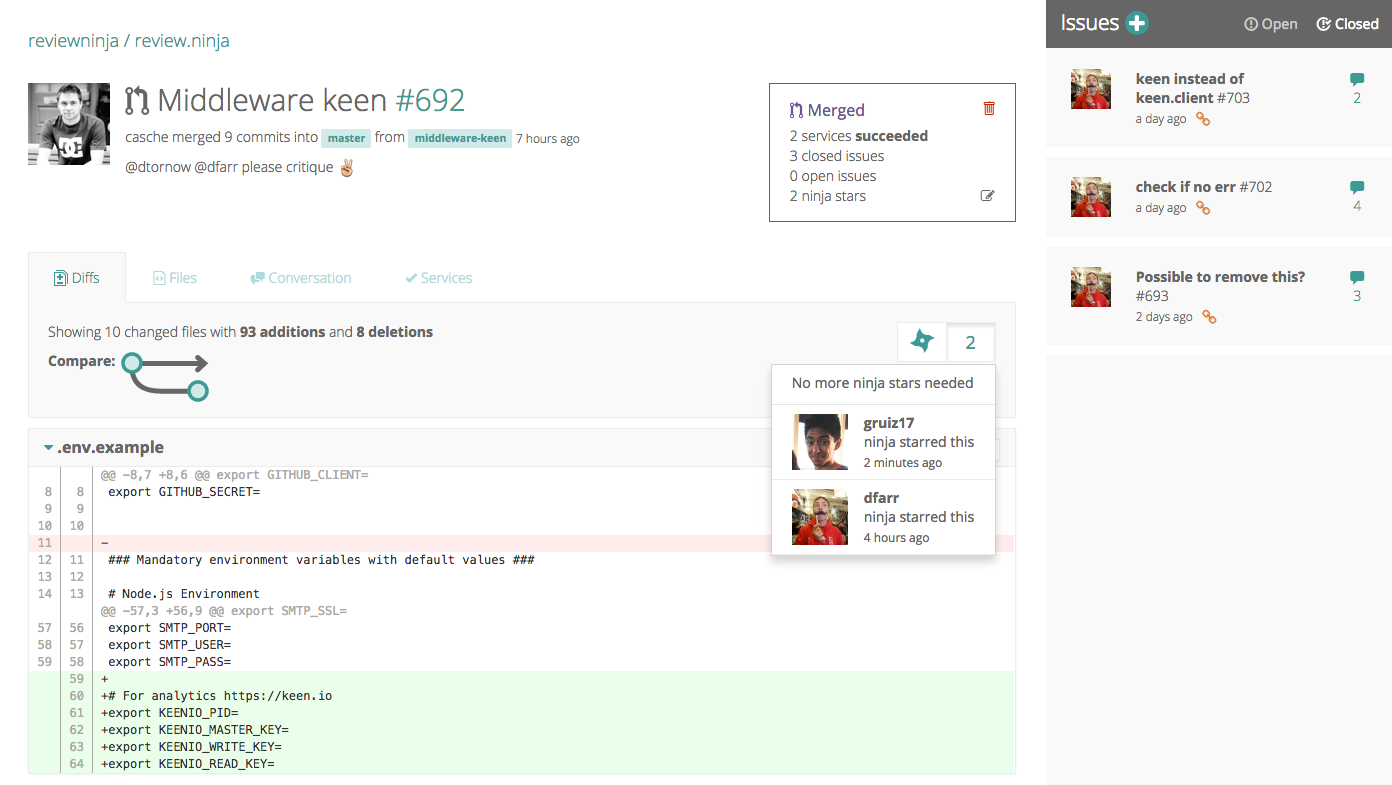 reviewninja / review.ninja
Middleware keen #692
casche merged 9 commits into master from middleware-keen 7 hours ago
@dtornow @dfarr please critique ✌
Merged
2 services succeeded
3 closed issues
0 open issues
2 ninja stars
Diffs
Files
Conversation
Services
Showing 10 changed files with 93 additions and 8 deletions
Compare:
2
No more ninja stars needed
gruiz17
ninja starred this
2 minutes ago
dfarr
ninja starred this
4 hours ago
.env.example
@@ -8,7 +8,6 @@ export GITHUB_CLIENT=
8 8 export GITHUB_SECRET=
9 9
10 10
11 -
12 11 ### Mandatory environment variables with default values ###
13 12
14 13 # Node.js Environment
@@ -57,3 +56,9 @@ export SMTP_SSL=
57 56 export SMTP_PORT=
58 57 export SMTP_USER=
59 58 export SMTP_PASS=
59 +
60 +# For analytics https://keen.io
61 +export KEENIO_PID=
62 +export KEENIO_MASTER_KEY=
63 +export KEENIO_WRITE_KEY=
64 +export KEENIO_READ_KEY=
Issues
Open
Closed
keen instead of
keen.client #703
a day ago
2
check if no err #702
a day ago
4
Possible to remove this?
#693
2 days ago
3